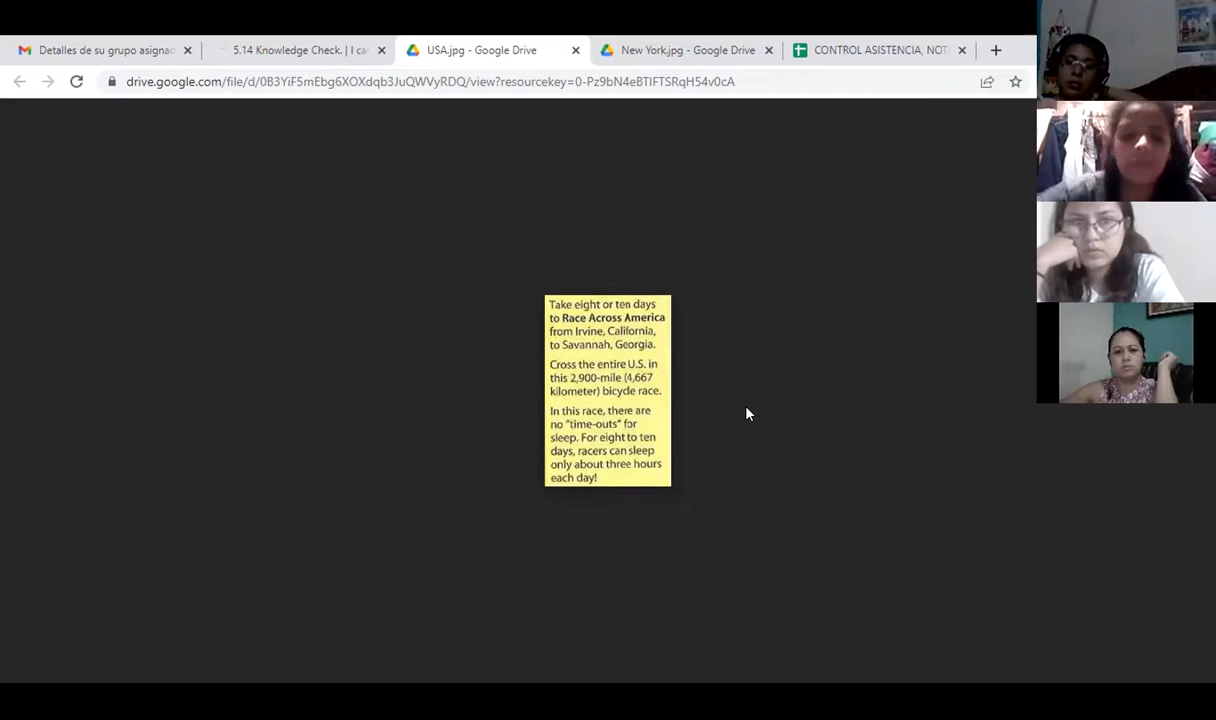 Detalles de su grupo asignad
5.14 Knowledge Check. | I ca
USA.jpg - Google Drive
New York.jpg - Google Drive
CONTROL ASISTENCIA, NOT
drive.google.com/file/d/0B3YiF5mEbg6XOXdqb3JuQWVyRDQ/view?resourcekey=0-Pz9bN4eBTlFTSRqH54v0cA
Take eight or ten days
to Race Across America
from Irvine, California,
to Savannah, Georgia.
Cross the entire U.S. in
this 2,900-mile (4,667
kilometer) bicycle race.
In this race, there are
no "time-outs" for
sleep. For eight to ten
days, racers can sleep
only about three hours
each day!